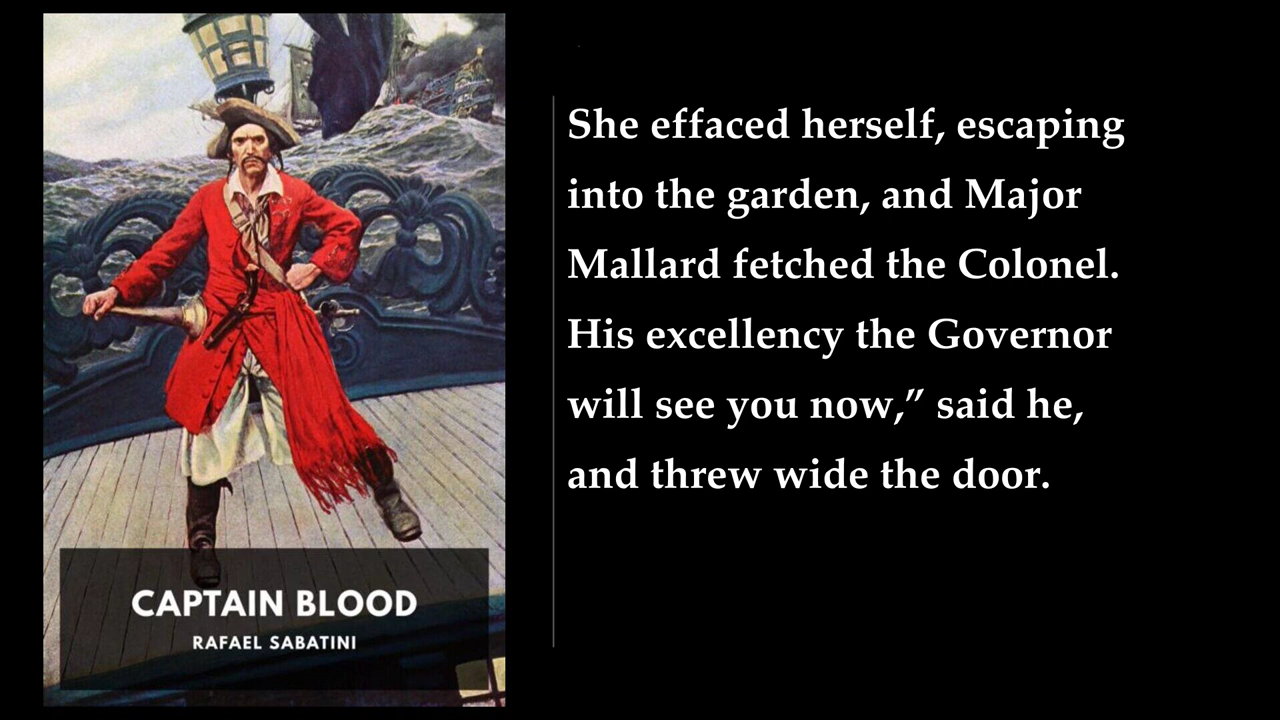 She effaced herself, escaping
into the garden, and Major
Mallard fetched the Colonel.
His excellency the Governor
will see you now,” said he,
and threw wide the door.
CAPTAIN BLOOD
RAFAEL SABATINI